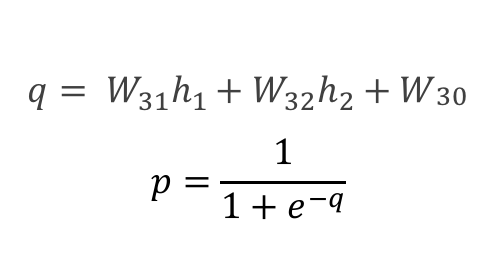 q = W₃₁h₁ + W₃₂h₂ + W₃₀
p = 1 / (1 + e⁻q)